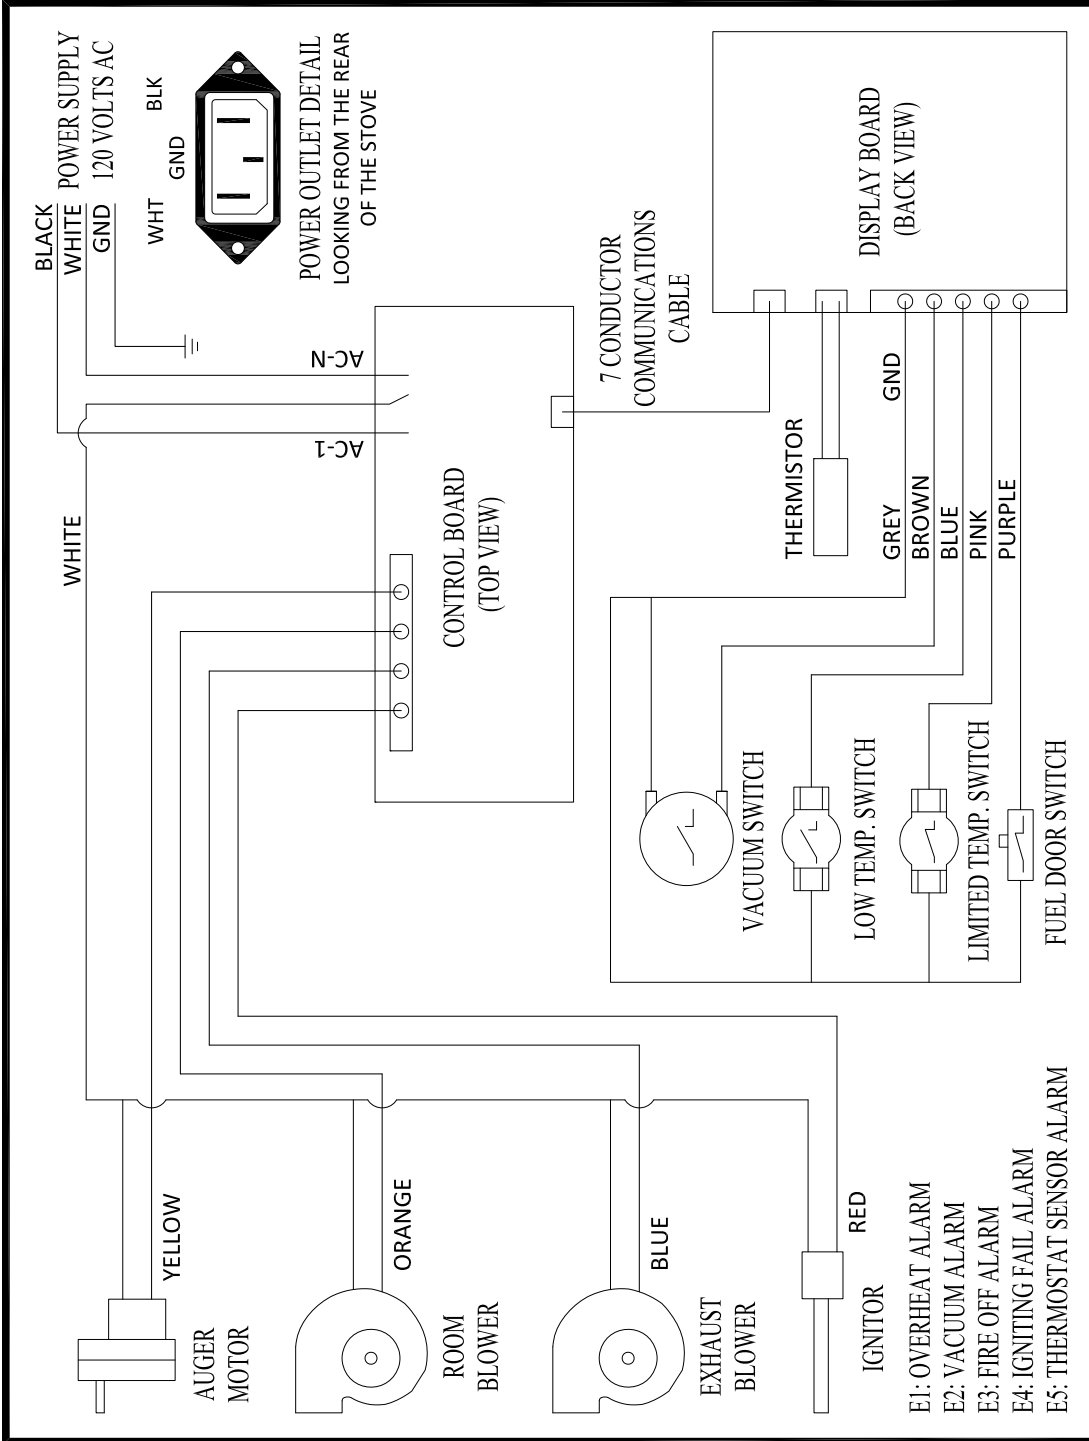 BLACK
WHITE
GND
POWER SUPPLY
120 VOLTS AC
WHT
GND
BLK
POWER OUTLET DETAIL
LOOKING FROM THE REAR
OF THE STOVE
WHITE
AC-N
AC-1
CONTROL BOARD
(TOP VIEW)
7 CONDUCTOR
COMMUNICATIONS
CABLE
DISPLAY BOARD
(BACK VIEW)
THERMISTOR
GREY
GND
BROWN
BLUE
PINK
PURPLE
VACUUM SWITCH
LOW TEMP. SWITCH
LIMITED TEMP. SWITCH
FUEL DOOR SWITCH
YELLOW
AUGER
MOTOR
ORANGE
ROOM
BLOWER
BLUE
EXHAUST
BLOWER
RED
IGNITOR
E1: OVERHEAT ALARM
E2: VACUUM ALARM
E3: FIRE OFF ALARM
E4: IGNITING FAIL ALARM
E5: THERMOSTAT SENSOR ALARM